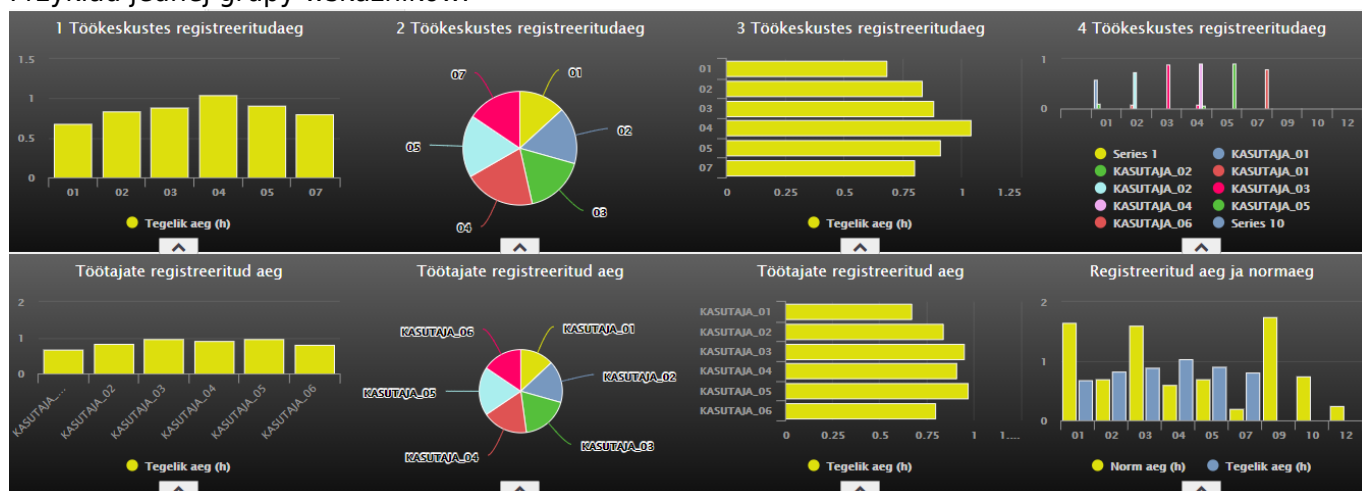 1 Töökeskustes registreeritudaeg
1.5
1
0.5
0
01 02 03 04 05 07
Tegelik aeg (h)
2 Töökeskustes registreeritudaeg
07
01
05
02
04
03
3 Töökeskustes registreeritudaeg
01
02
03
04
05
07
0 0.25 0.5 0.75 1 1.25
Tegelik aeg (h)
4 Töökeskustes registreeritudaeg
1
0
01 02 03 04 05 07 09 10 12
Series 1 KASUTAJA_01
KASUTAJA_02 KASUTAJA_01
KASUTAJA_02 KASUTAJA_03
KASUTAJA_04 KASUTAJA_05
KASUTAJA_06 Series 10
Töötajate registreeritud aeg
2
1
0
KASUTAJA_... KASUTAJA_02 KASUTAJA_03 KASUTAJA_04 KASUTAJA_05 KASUTAJA_06
Tegelik aeg (h)
Töötajate registreeritud aeg
KASUTAJA_06
KASUTAJA_01
KASUTAJA_05
KASUTAJA_02
KASUTAJA_04
KASUTAJA_03
Töötajate registreeritud aeg
KASUTAJA_01
KASUTAJA_02
KASUTAJA_03
KASUTAJA_04
KASUTAJA_05
KASUTAJA_06
0 0.25 0.5 0.75 1 1....
Tegelik aeg (h)
Registreeritud aeg ja normaeg
2
1
0
01 02 03 04 05 07 09 10 12
Norm aeg (h) Tegelik aeg (h)